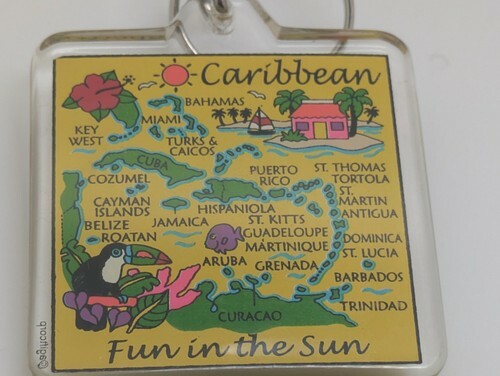 Caribbean
BAHAMAS
MIAMI
KEY
WEST
TURKS &
CAICOS
CUBA
COZUMEL
PUERTO
RICO
ST. THOMAS
TORTOLA
ST.
MARTIN
ANTIGUA
CAYMAN
ISLANDS
HISPANIOLA
JAMAICA
ST. KITTS
GUADELOUPE
MARTINIQUE
BELIZE
ROATAN
DOMINICA
ST. LUCIA
ARUBA
GRENADA
BARBADOS
TRINIDAD
CURACAO
Fun in the Sun